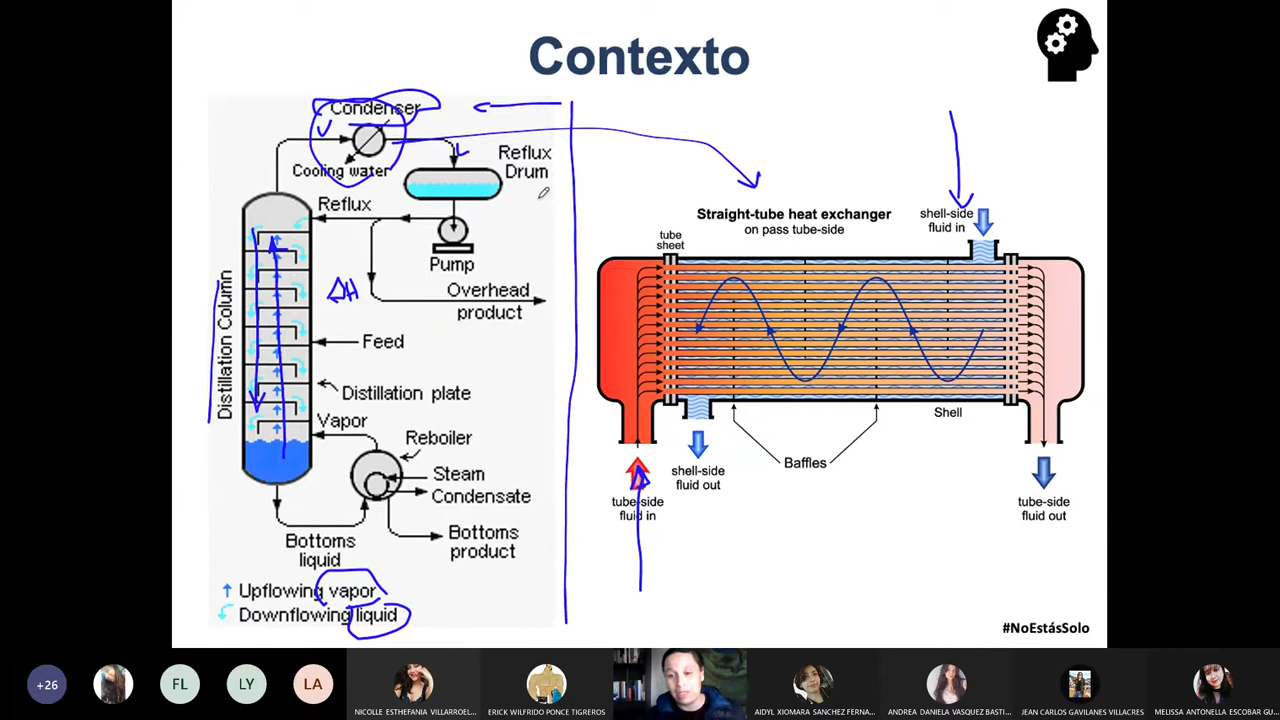 Contexto
Condenser
V
L
Cooling water
Reflux
Drum
Reflux
Pump
ΔH
Overhead
product
Distillation Column
Feed
Distillation plate
Vapor
Reboiler
Steam
Condensate
Bottoms
liquid
Bottoms
product
Upflowing vapor
Downflowing liquid
Straight-tube heat exchanger
on pass tube-side
tube
sheet
shell-side
fluid in
Shell
Baffles
shell-side
fluid out
tube-side
fluid in
tube-side
fluid out
#NoEstásSolo
+26
FL
LY
LA
NICOLLE ESTHEFANIA VILLARROEL...
ERICK WILFRIDO PONCE TIGREROS
AIDYL XIOMARA SANCHEZ FERNA...
ANDREA DANIELA VASQUEZ BASTI...
JEAN CARLOS GAVILANES VILLACRES
MELISSA ANTONELLA ESCOBAR GU...